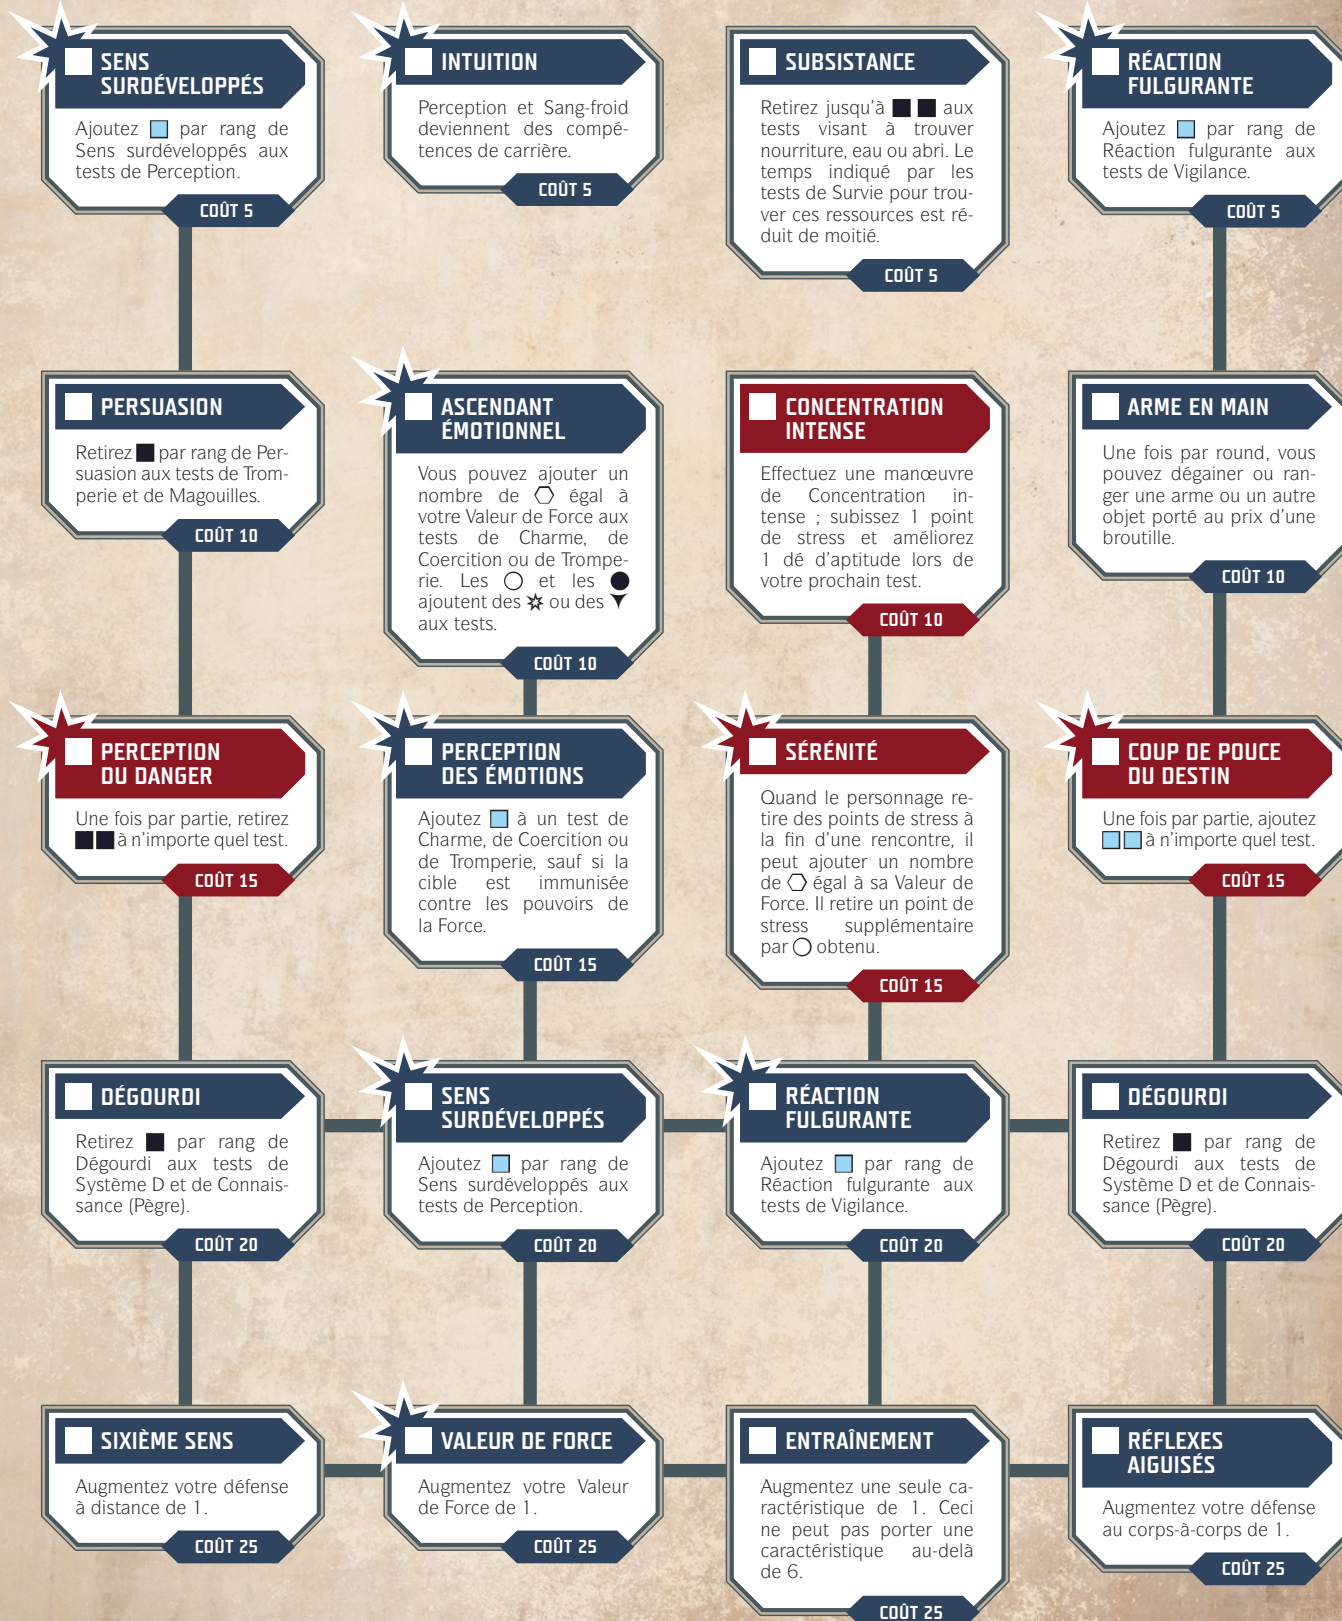 SENS
SURDÉVELOPPÉS
Ajoutez par rang de
Sens surdéveloppés aux
tests de Perception.
COÛT 5
INTUITION
Perception et Sang-froid
deviennent des compé-
tences de carrière.
COÛT 5
SUBSISTANCE
Retirez jusqu'à aux
tests visant à trouver
nourriture, eau ou abri. Le
temps indiqué par les
tests de Survie pour trou-
ver ces ressources est ré-
duit de moitié.
COÛT 5
RÉACTION
FULGURANTE
Ajoutez par rang de
Réaction fulgurante aux
tests de Vigilance.
COÛT 5
PERSUASION
Retirez par rang de Per-
suasion aux tests de Trom-
perie et de Magouilles.
COÛT 10
ASCENDANT
ÉMOTIONNEL
Vous pouvez ajouter un
nombre de égal à
votre Valeur de Force aux
tests de Charme, de
Coercition ou de Trompe-
rie. Les et les
ajoutent des ou des
aux tests.
COÛT 10
CONCENTRATION
INTENSE
Effectuez une manœuvre
de Concentration in-
tense ; subissez 1 point
de stress et améliorez
1 dé d'aptitude lors de
votre prochain test.
COÛT 10
ARME EN MAIN
Une fois par round, vous
pouvez dégainer ou ran-
ger une arme ou un autre
objet porté au prix d'une
broutille.
COÛT 10
PERCEPTION
DU DANGER
Une fois par partie, retirez
à n'importe quel test.
COÛT 15
PERCEPTION
DES ÉMOTIONS
Ajoutez à un test de
Charme, de Coercition ou
de Tromperie, sauf si la
cible est immunisée
contre les pouvoirs de
la Force.
COÛT 15
SÉRÉNITÉ
Quand le personnage re-
tire des points de stress à
la fin d'une rencontre, il
peut ajouter un nombre
de égal à sa Valeur de
Force. Il retire un point de
stress supplémentaire
par obtenu.
COÛT 15
COUP DE POUCE
DU DESTIN
Une fois par partie, ajoutez
à n'importe quel test.
COÛT 15
DÉGOURDI
Retirez par rang de
Dégourdi aux tests de
Système D et de Connais-
sance (Pègre).
COÛT 20
SENS
SURDÉVELOPPÉS
Ajoutez par rang de
Sens surdéveloppés aux
tests de Perception.
COÛT 20
RÉACTION
FULGURANTE
Ajoutez par rang de
Réaction fulgurante aux
tests de Vigilance.
COÛT 20
DÉGOURDI
Retirez par rang de
Dégourdi aux tests de
Système D et de Connais-
sance (Pègre).
COÛT 20
SIXIÈME SENS
Augmentez votre défense
à distance de 1.
COÛT 25
VALEUR DE FORCE
Augmentez votre Valeur
de Force de 1.
COÛT 25
ENTRAÎNEMENT
Augmentez une seule ca-
ractéristique de 1. Ceci
ne peut pas porter une
caractéristique au-delà
de 6.
COÛT 25
RÉFLEXES
AIGUISÉS
Augmentez votre défense
au corps-à-corps de 1.
COÛT 25